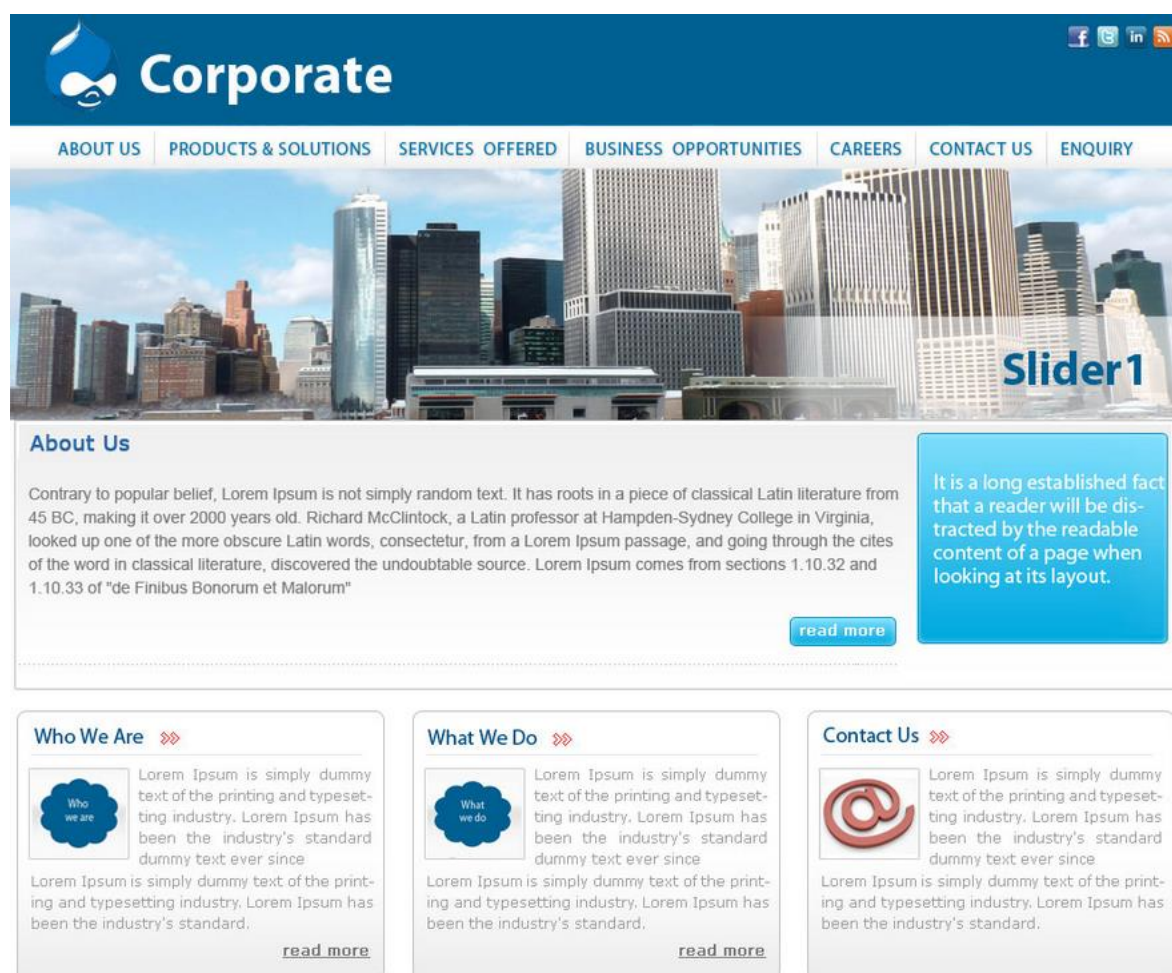 Corporate
f in
ABOUT US PRODUCTS & SOLUTIONS SERVICES OFFERED BUSINESS OPPORTUNITIES CAREERS CONTACT US ENQUIRY
Slider1
About Us
Contrary to popular belief, Lorem Ipsum is not simply random text. It has roots in a piece of classical Latin literature from
45 BC, making it over 2000 years old. Richard McClintock, a Latin professor at Hampden-Sydney College in Virginia,
looked up one of the more obscure Latin words, consectetur, from a Lorem Ipsum passage, and going through the cites
of the word in classical literature, discovered the undoubtable source. Lorem Ipsum comes from sections 1.10.32 and
1.10.33 of "de Finibus Bonorum et Malorum"
read more
It is a long established fact
that a reader will be dis-
tracted by the readable
content of a page when
looking at its layout.
Who We Are
Who
we are
Lorem Ipsum is simply dummy
text of the printing and typeset-
ting industry. Lorem Ipsum has
been the industry's standard
dummy text ever since
Lorem Ipsum is simply dummy text of the print-
ing and typesetting industry. Lorem Ipsum has
been the industry's standard.
read more
What We Do
What
we do
Lorem Ipsum is simply dummy
text of the printing and typeset-
ting industry. Lorem Ipsum has
been the industry's standard
dummy text ever since
Lorem Ipsum is simply dummy text of the print-
ing and typesetting industry. Lorem Ipsum has
been the industry's standard.
read more
Contact Us
@
Lorem Ipsum is simply dummy
text of the printing and typeset-
ting industry. Lorem Ipsum has
been the industry's standard
dummy text ever since
Lorem Ipsum is simply dummy text of the print-
ing and typesetting industry. Lorem Ipsum has
been the industry's standard.